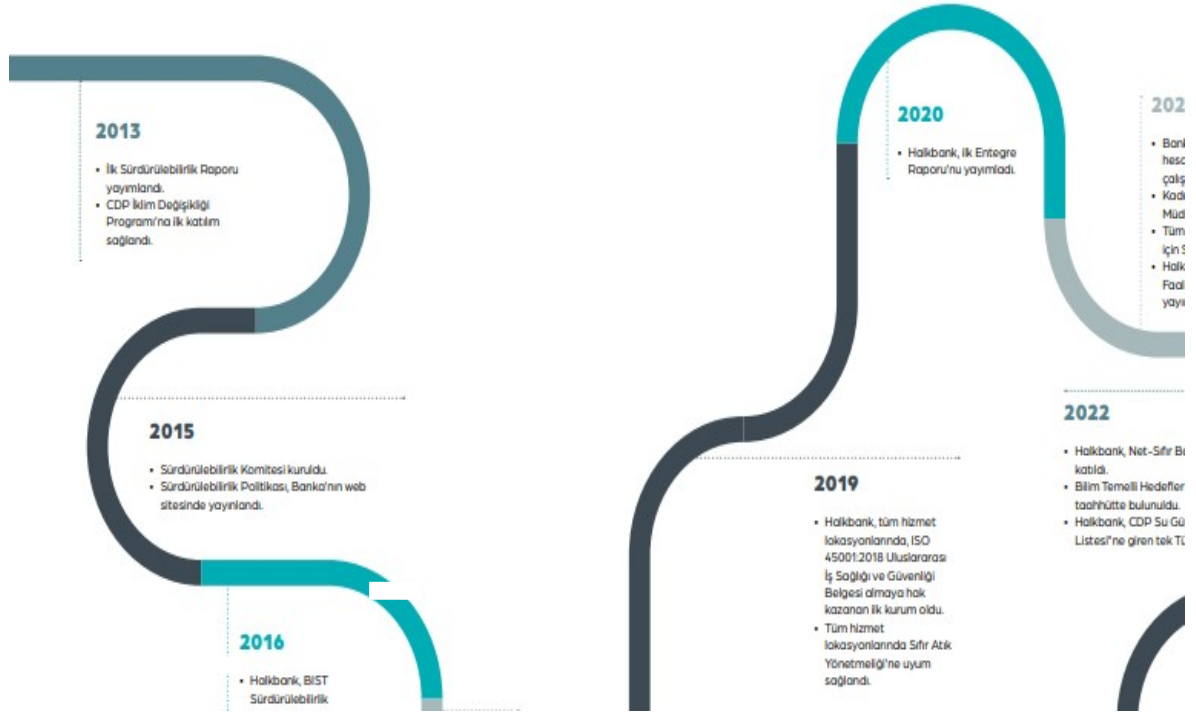 2013
• İlk Sürdürülebilirlik Raporu
yayımlandı.
• CDP İklim Değişikliği
Programı'na ilk katılım
sağlandı.
2015
• Sürdürülebilirlik Komitesi kuruldu.
• Sürdürülebilirlik Politikası, Banka'nın web
sitesinde yayınlandı.
2016
• Halkbank, BIST
Sürdürülebilirlik
2020
• Halkbank, ilk Entegre
Raporu'nu yayımladı.
2019
• Halkbank, tüm hizmet
lokasyonlarında, ISO
45001:2018 Uluslararası
İş Sağlığı ve Güvenliği
Belgesi almaya hak
kazanan ilk kurum oldu.
• Tüm hizmet
lokasyonlarında Sıfır Atık
Yönetmeliği'ne uyum
sağlandı.
• Tüm
için
2022
• Halkbank, Net-Sıfır
katıldı.
• Bilim Temelli Hedefler
taahhütte bulunuldu.
• Halkbank, CDP Su
Listesi"ne giren tek